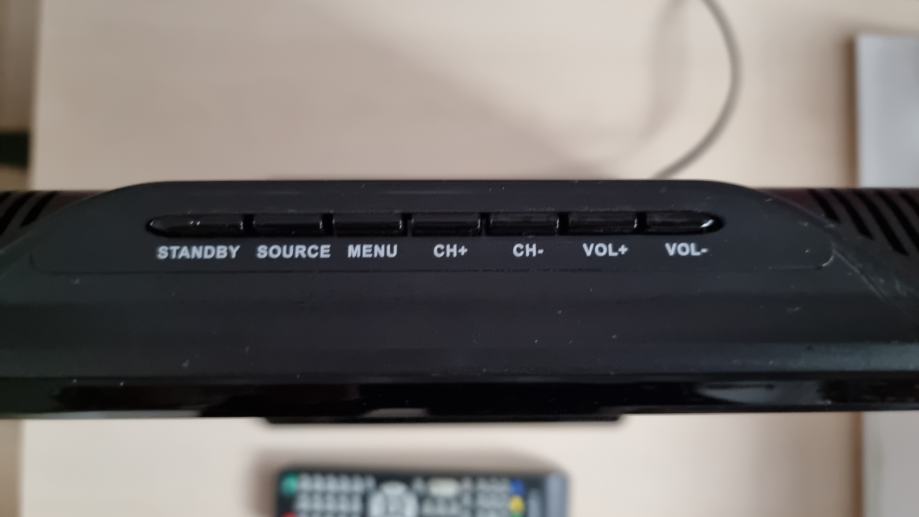 STANDBY SOURCE MENU CH+ CH- VOL+ VOL-